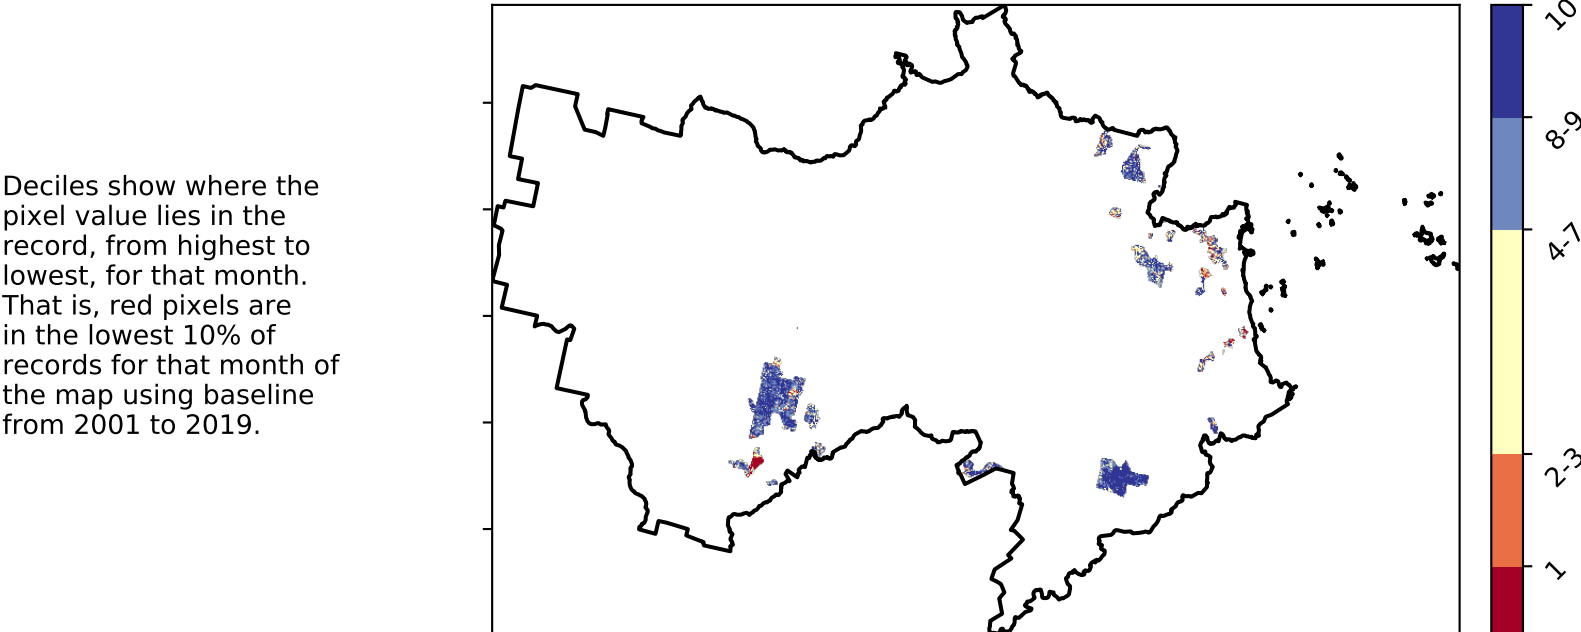 Deciles show where the
pixel value lies in the
record, from highest to
lowest, for that month.
That is, red pixels are
in the lowest 10% of
records for that month of
the map using baseline
from 2001 to 2019.
10
8-9
4-7
2-3
1